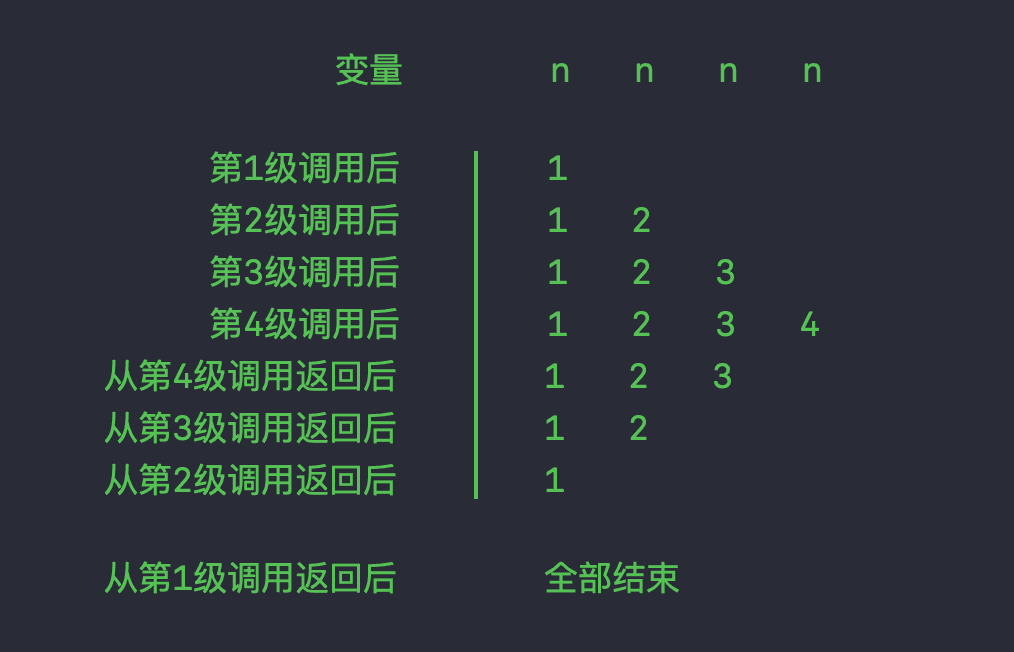 变量 n n n n
第1级调用后 1
第2级调用后 1 2
第3级调用后 1 2 3
第4级调用后 1 2 3 4
从第4级调用返回后 1 2 3
从第3级调用返回后 1 2
从第2级调用返回后 1
从第1级调用返回后 全部结束